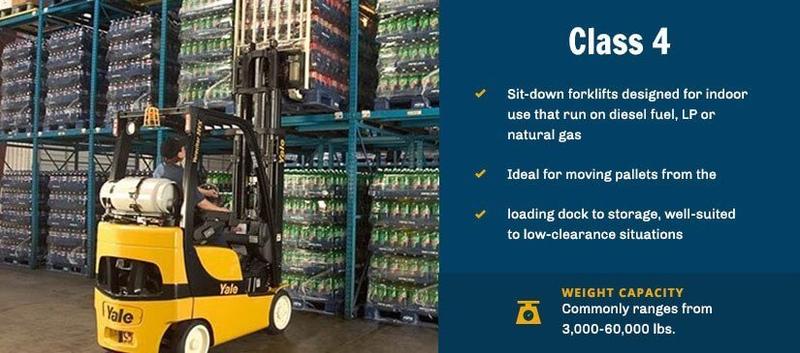 Class 4
Sit-down forklifts designed for indoor
use that run on diesel fuel, LP or
natural gas
Ideal for moving pallets from the
loading dock to storage, well-suited
to low-clearance situations
WEIGHT CAPACITY
Commonly ranges from
3,000-60,000 lbs.
Yale
Yale
Yale